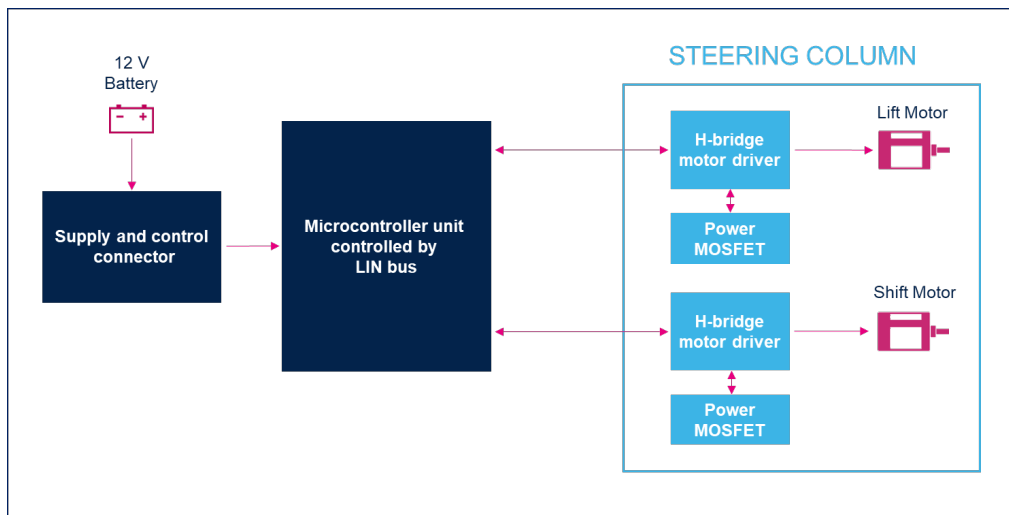 12 V
Battery
Supply and control
connector
Microcontroller unit
controlled by
LIN bus
STEERING COLUMN
H-bridge
motor driver
Lift Motor
Power
MOSFET
H-bridge
motor driver
Shift Motor
Power
MOSFET